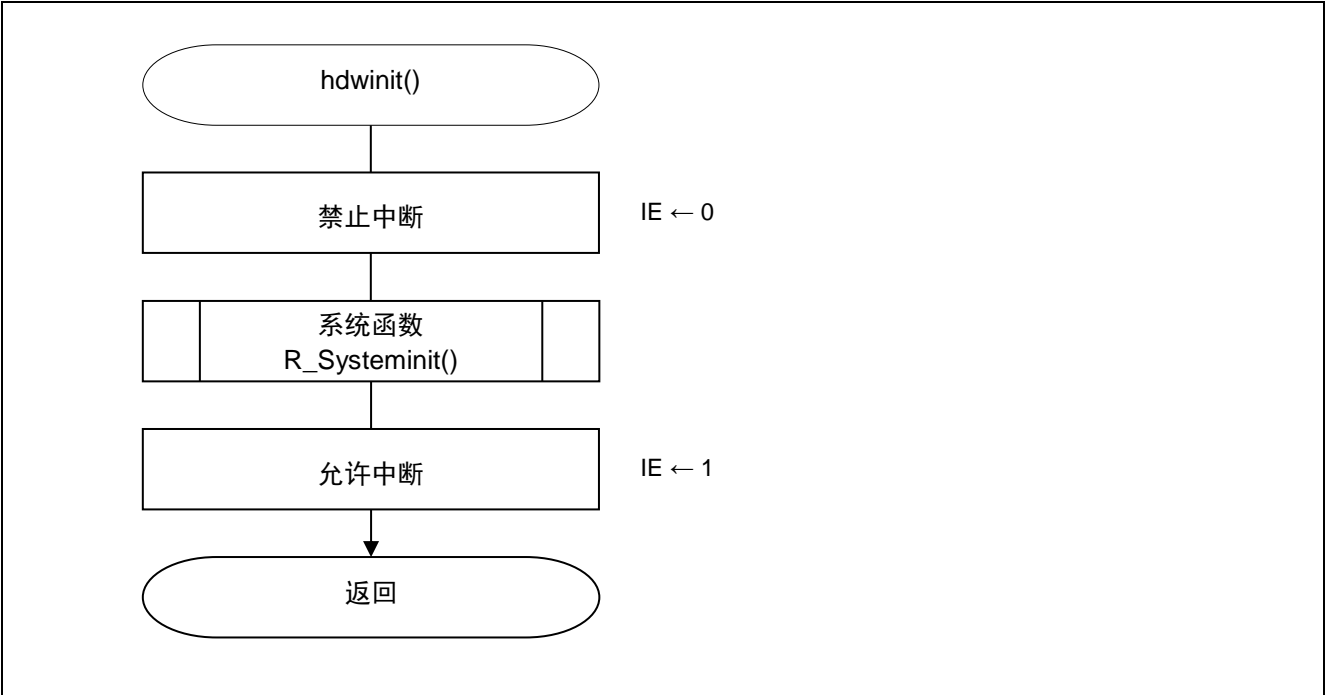 hdwinit()
禁止中断
IE ← 0
系统函数
R_Systeminit()
允许中断
IE ← 1
返回